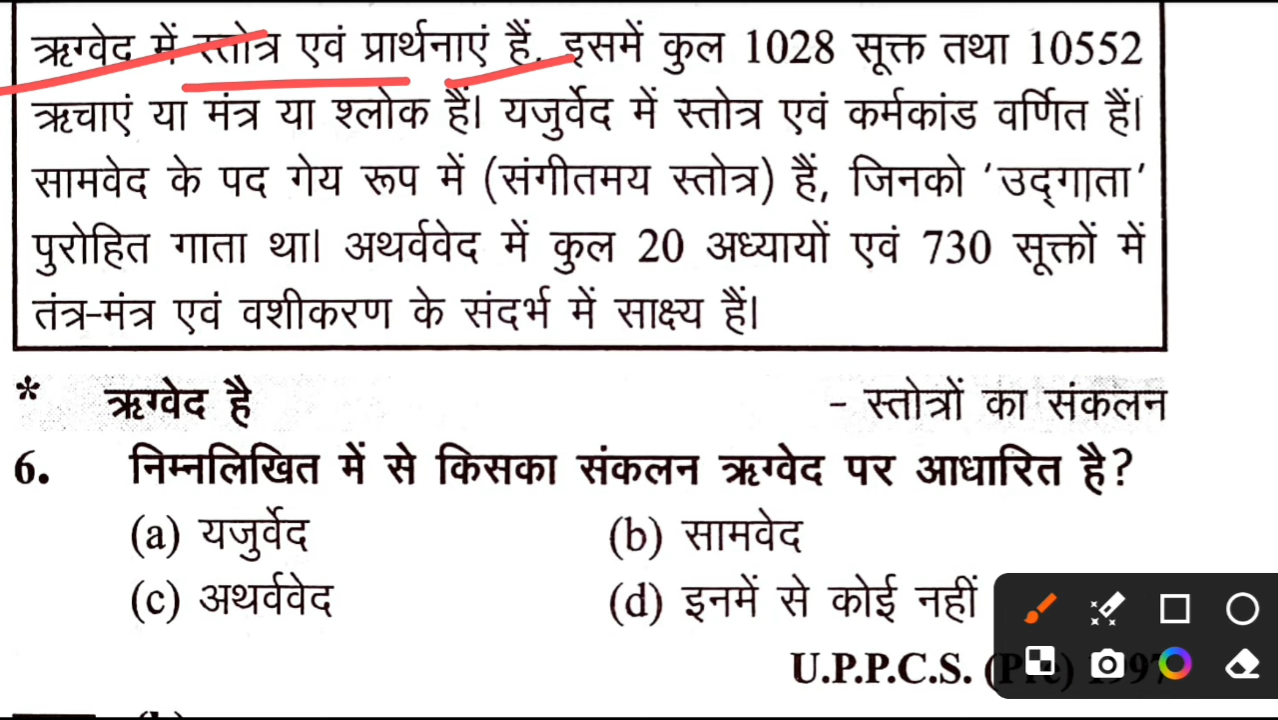 ऋग्वेद में स्तोत्र एवं प्रार्थनाएं हैं. इसमें कुल 1028 सूक्त तथा 10552
ऋचाएं या मंत्र या श्लोक हैं। यजुर्वेद में स्तोत्र एवं कर्मकांड वर्णित हैं।
सामवेद के पद गेय रूप में (संगीतमय स्तोत्र) हैं, जिनको 'उद्गाता'
पुरोहित गाता था। अथर्ववेद में कुल 20 अध्यायों एवं 730 सूक्तों में
तंत्र-मंत्र एवं वशीकरण के संदर्भ में साक्ष्य हैं।
* ऋग्वेद है - स्तोत्रों का संकलन
6. निम्नलिखित में से किसका संकलन ऋग्वेद पर आधारित है?
(a) यजुर्वेद (b) सामवेद
(c) अथर्ववेद (d) इनमें से कोई नहीं
U.P.P.C.S. (Pre) 1997